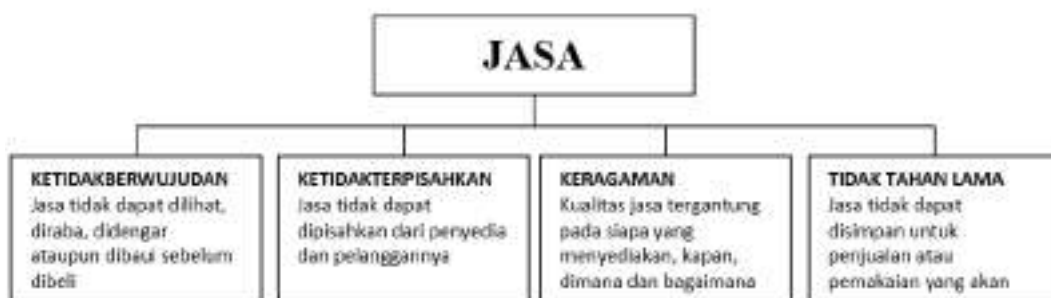 JASA
KETIDAKBERWUJUDAN
Jasa tidak dapat dilihat,
diraba, didengar
ataupun dibaui sebelum
dibeli
KETIDAKTERPISAHKAN
Jasa tidak dapat
dipisahkan dari penyedia
dan pelanggannya
KERAGAMAN
Kualitas jasa tergantung
pada siapa yang
menyediakan, kapan,
dimana dan bagaimana
TIDAK TAHAN LAMA
Jasa tidak dapat
disimpan untuk
penjualan atau
pemakaian yang akan